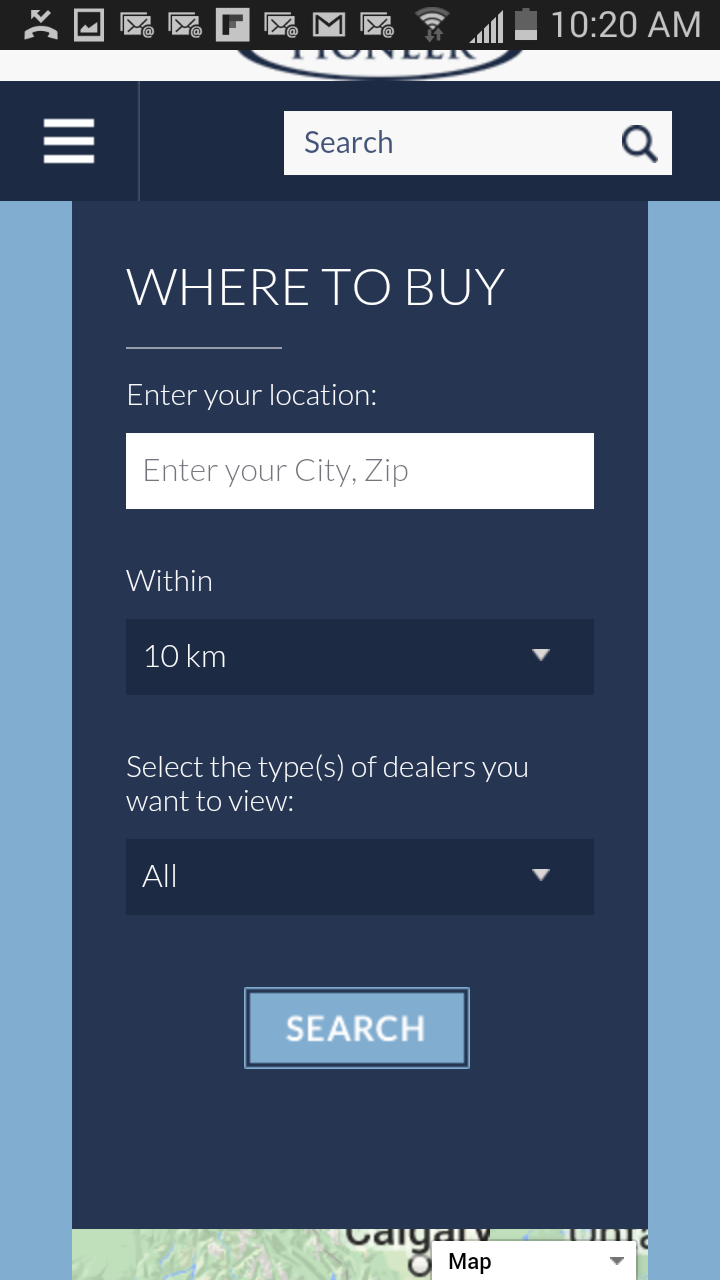 10:20 AM
PIONEER
Search
WHERE TO BUY
Enter your location:
Enter your City, Zip
Within
10 km
Select the type(s) of dealers you
want to view:
All
SEARCH
Calgary
Map